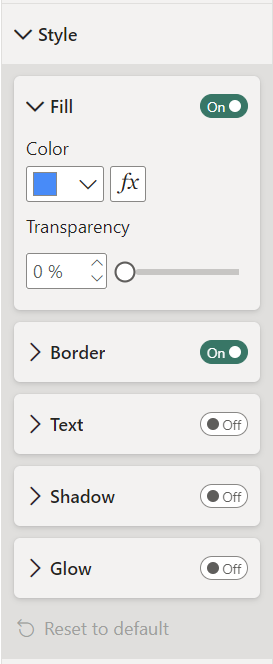 Style
Fill On
Color
fx
Transparency
0 %
Border On
Text Off
Shadow Off
Glow Off
Reset to default